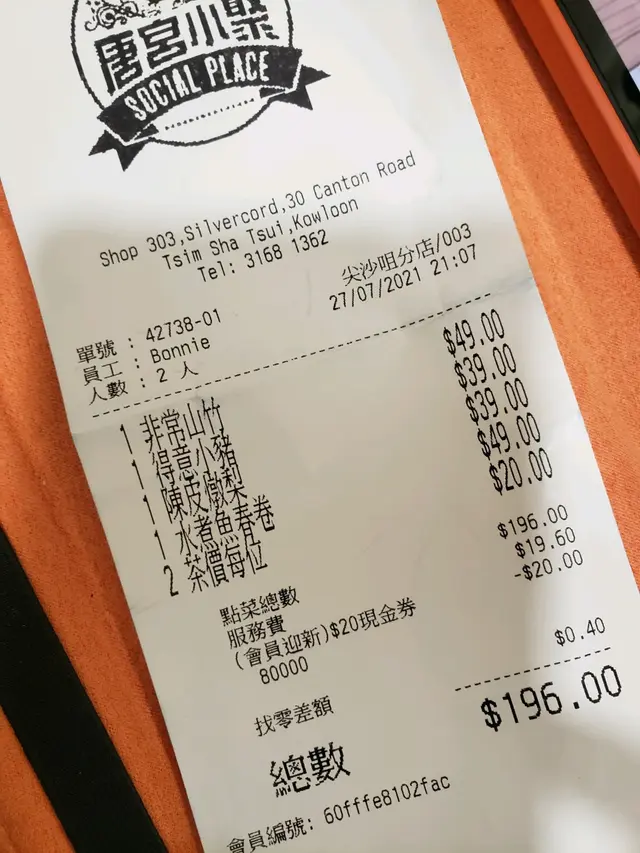 唐宮小聚
SOCIAL PLACE
Shop 303,Silvercord,30 Canton Road
Tsim Sha Tsui,Kowloon
Tel: 3168 1362
尖沙咀分店/003
單號 : 42738-01 27/07/2021 21:07
員工 : Bonnie
人數 : 2 人
1 非常山竹 $49.00
1 得意小豬 $39.00
1 陳皮燉梨 $39.00
1 水煮魚春卷 $49.00
2 茶價每位 $20.00
點菜總數 $196.00
服務費 $19.60
(會員迎新)$20現金券 -$20.00
80000
找零差額 $0.40
總數 $196.00
會員編號: 60fffe8102fac